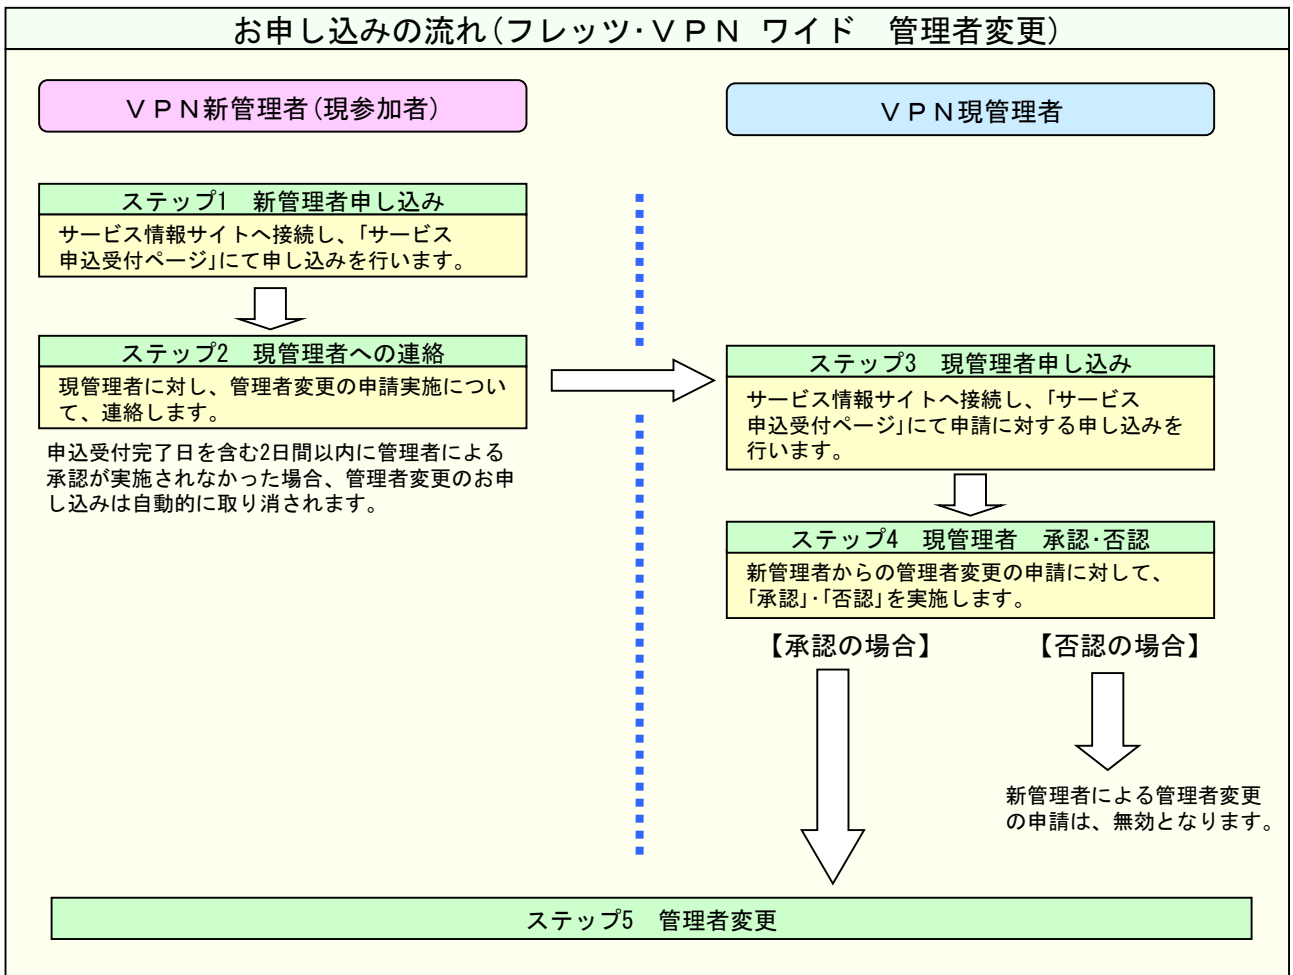 お申し込みの流れ(フレッツ･ＶＰＮ ワイド　管理者変更)
ＶＰＮ新管理者(現参加者)
ＶＰＮ現管理者
ステップ1　新管理者申し込み
サービス情報サイトへ接続し、｢サービス
申込受付ページ｣にて申し込みを行います。
ステップ2　現管理者への連絡
現管理者に対し、管理者変更の申請実施につい
て、連絡します。
申込受付完了日を含む2日間以内に管理者による
承認が実施されなかった場合、管理者変更のお申
し込みは自動的に取り消されます。
ステップ3　現管理者申し込み
サービス情報サイトへ接続し、｢サービス
申込受付ページ｣にて申請に対する申し込みを
行います。
ステップ4　現管理者　承認･否認
新管理者からの管理者変更の申請に対して、
｢承認｣･｢否認｣を実施します。
【承認の場合】
【否認の場合】
新管理者による管理者変更
の申請は、無効となります。
ステップ5　管理者変更